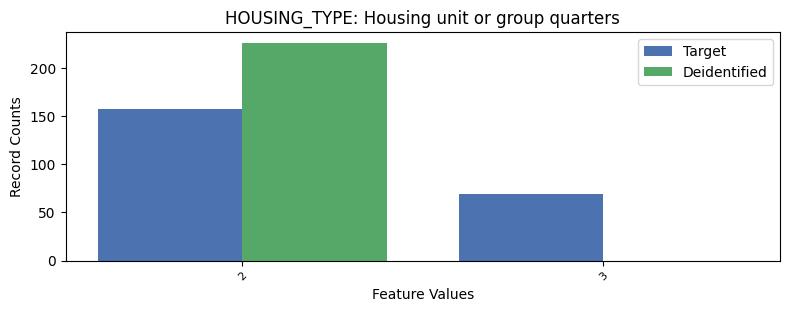 HOUSING_TYPE: Housing unit or group quarters
Target
Deidentified
Record Counts
200
150
100
50
0
2
3
Feature Values